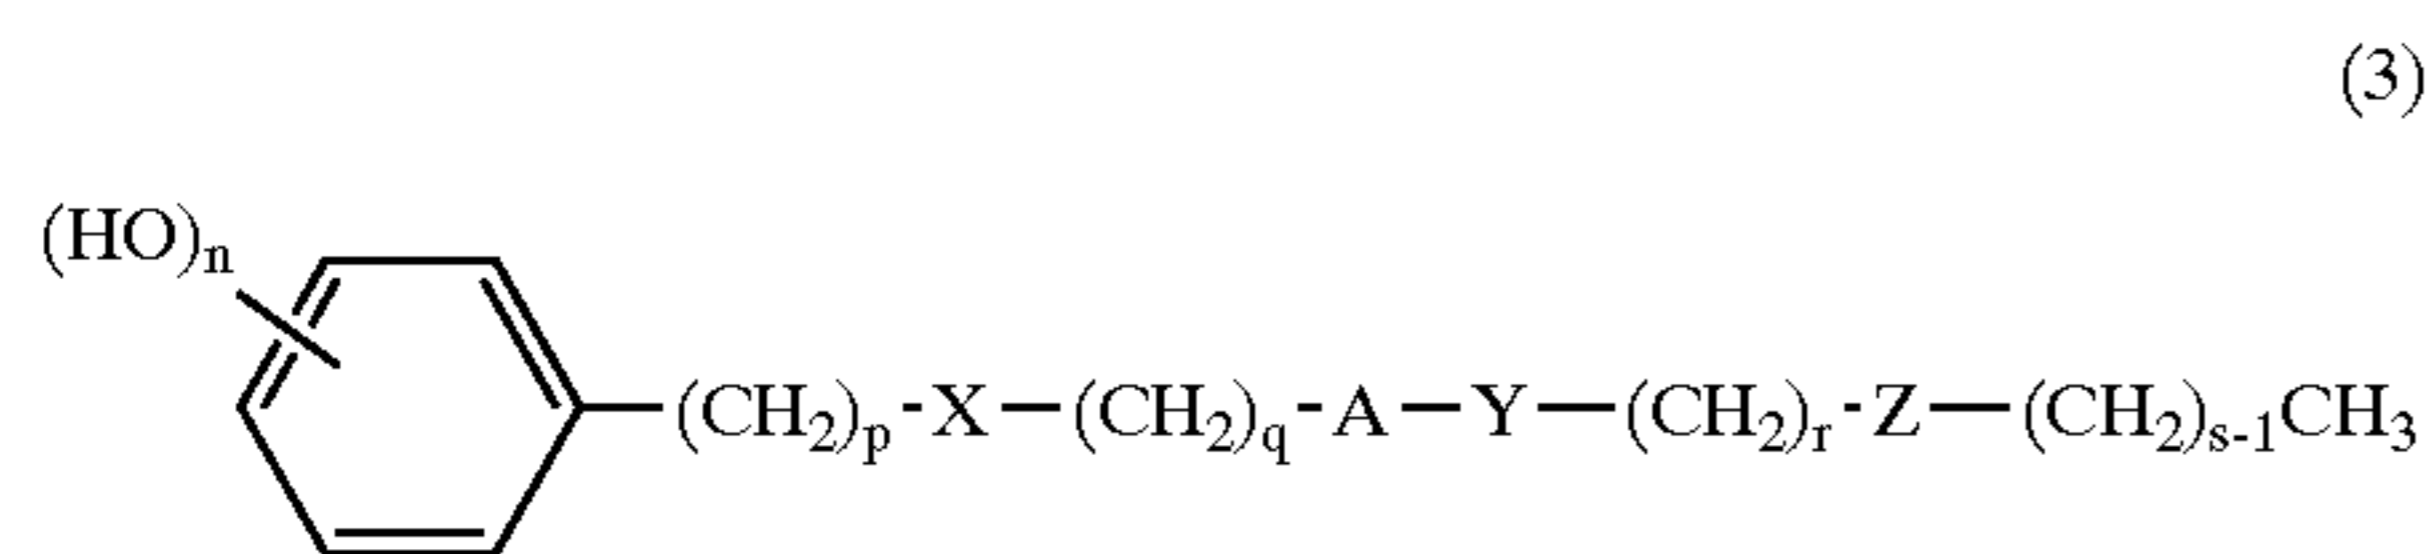 (3)
(HO)n
(CH2)p-X—(CH2)q-A—Y—(CH2)r-Z—(CH2)s-1CH3